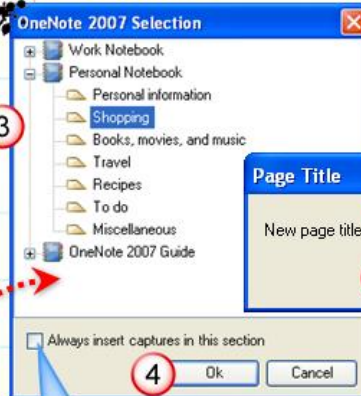 OneNote 2007 Selection
Work Notebook
Personal Notebook
Personal information
3
Shopping
Books, movies, and music
Travel
Page Title
Recipes
To do
New page title
Miscellaneous
OneNote 2007 Guide
Always insert captures in this section
4
Ok
Cancel